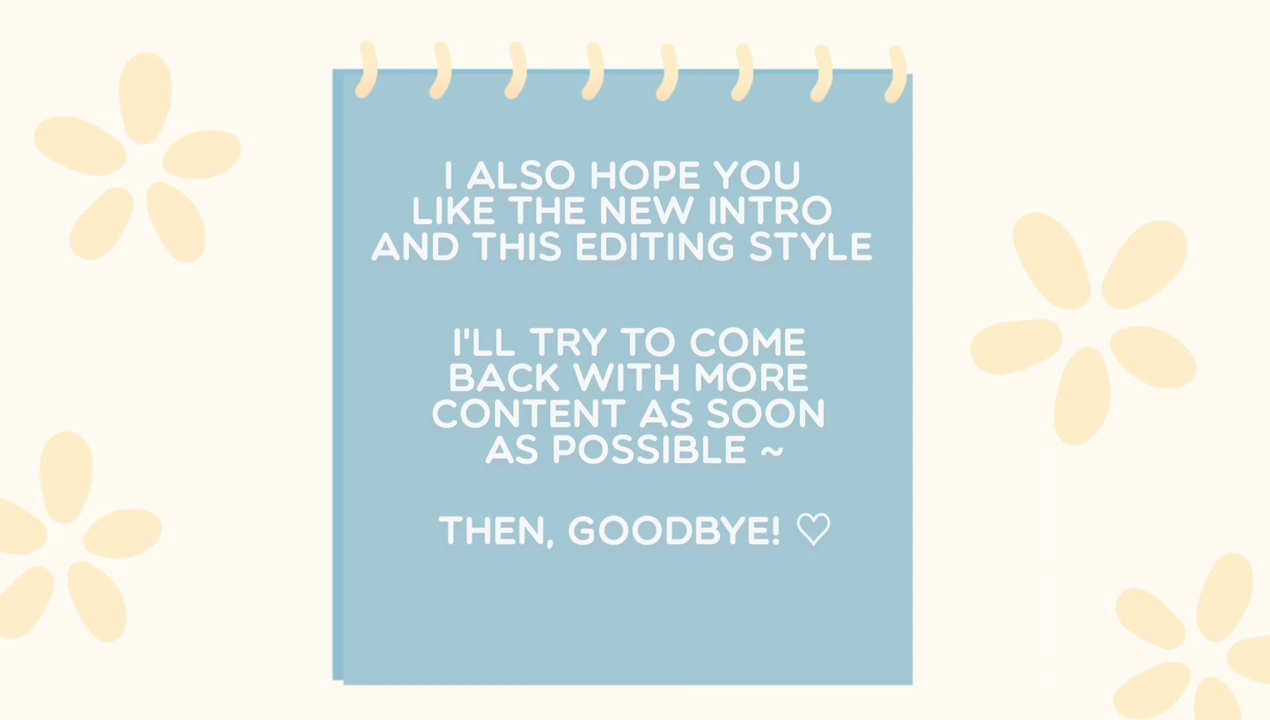 I ALSO HOPE YOU
LIKE THE NEW INTRO
AND THIS EDITING STYLE
I'LL TRY TO COME
BACK WITH MORE
CONTENT AS SOON
AS POSSIBLE ~
THEN, GOODBYE! ♡